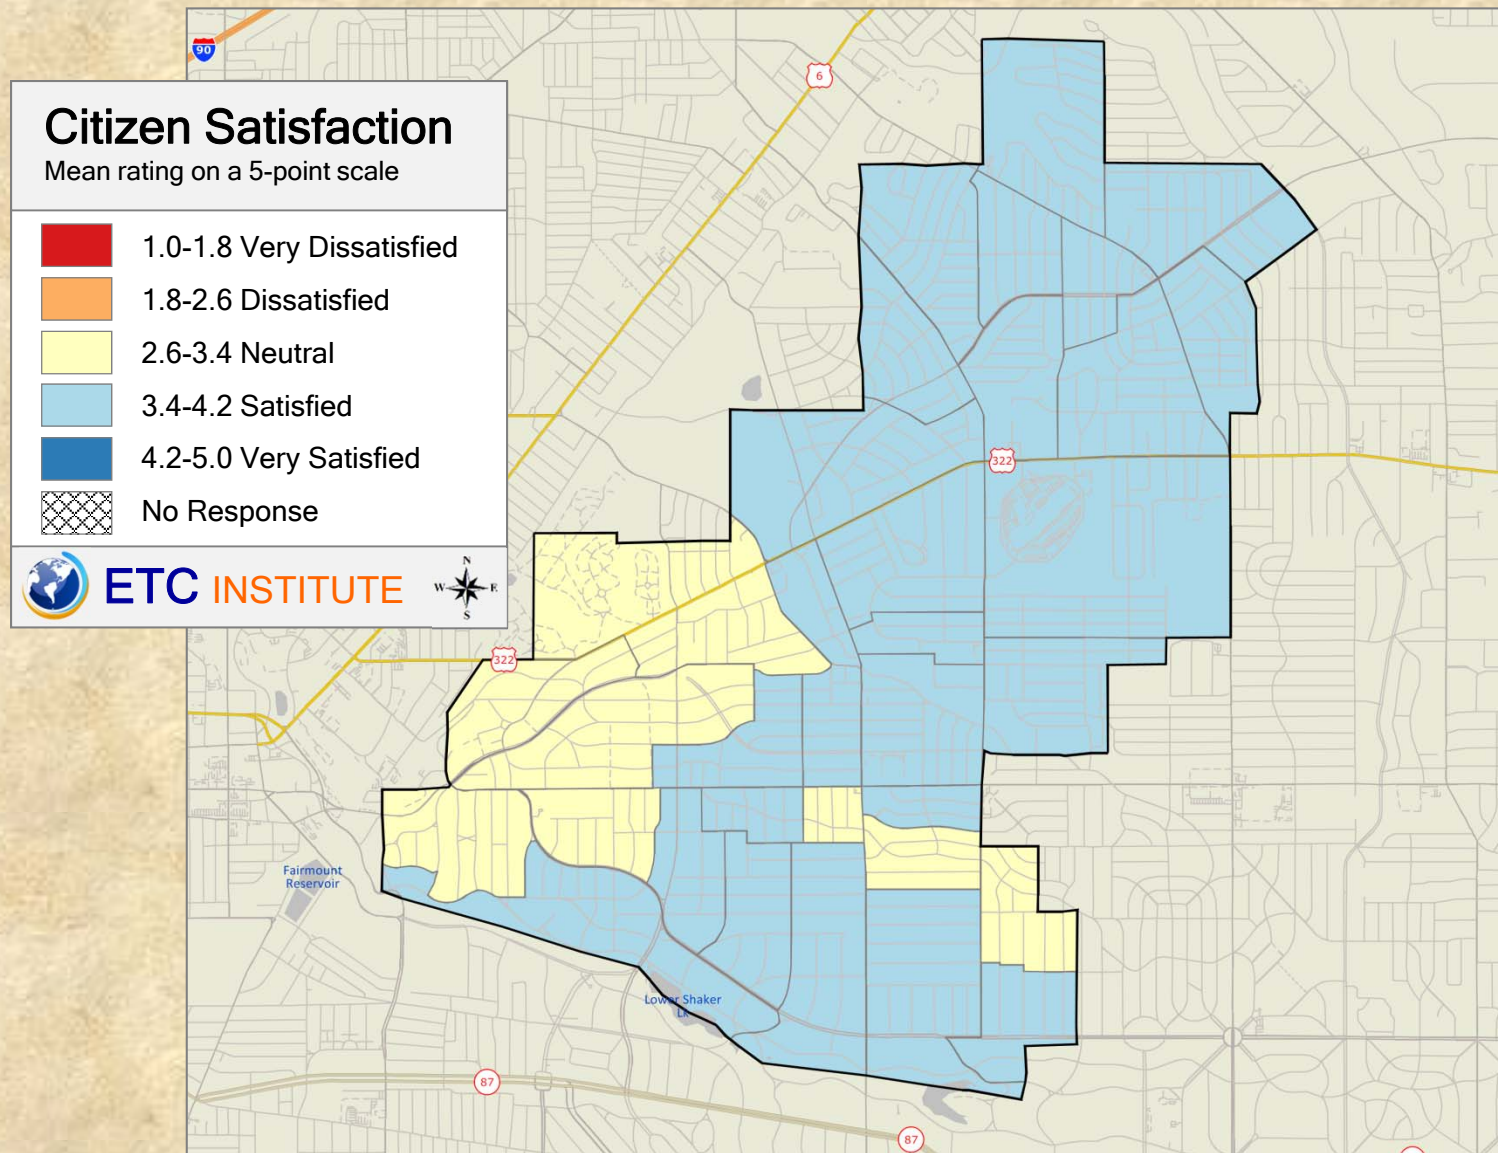 90
6
Citizen Satisfaction
Mean rating on a 5-point scale
1.0-1.8 Very Dissatisfied
1.8-2.6 Dissatisfied
2.6-3.4 Neutral
3.4-4.2 Satisfied
4.2-5.0 Very Satisfied
No Response
ETC INSTITUTE
N
W E
S
322
322
Fairmount
Reservoir
Lower Shaker
Lk
87
87